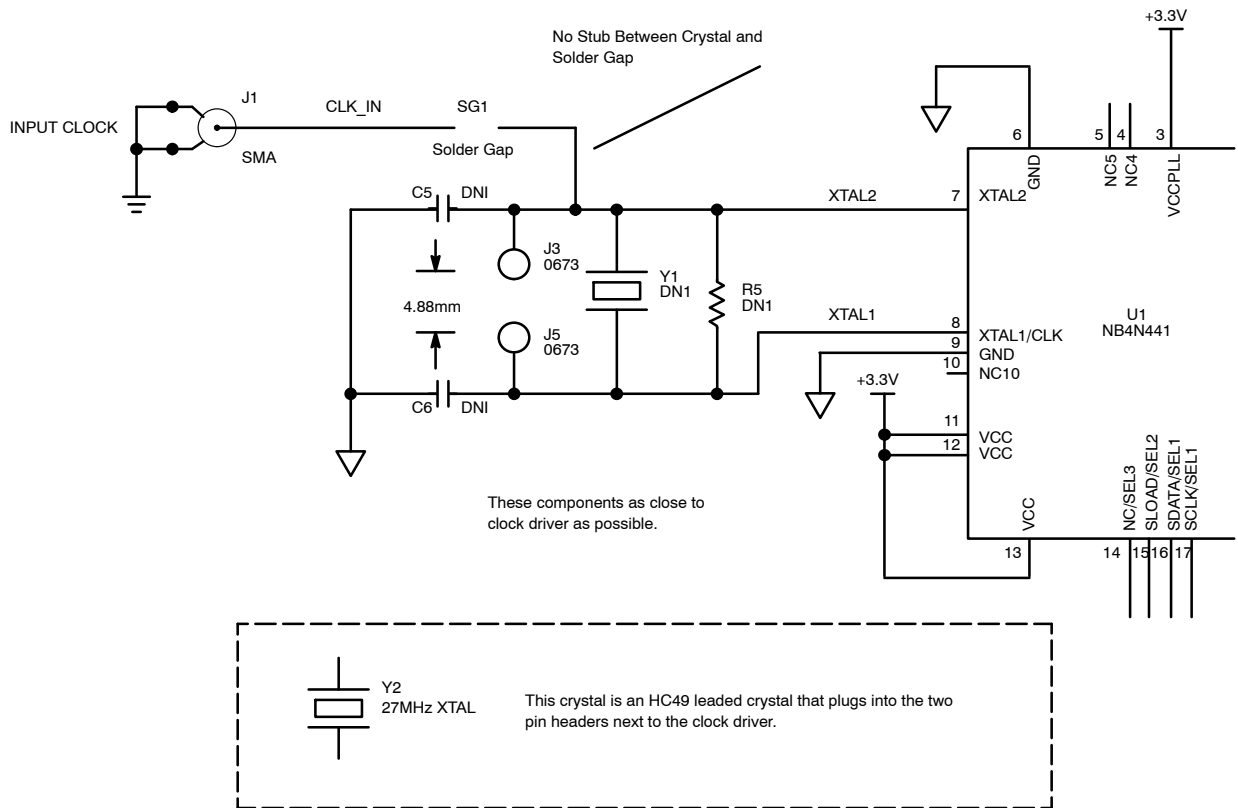 +3.3V
No Stub Between Crystal and
Solder Gap
J1
CLK_IN
SG1
INPUT CLOCK
SMA
Solder Gap
6
5
4
3
GND
NC5
NC4
VCCPLL
C5
DNI
XTAL2
7
XTAL2
J3
0673
Y1
DN1
R5
DN1
4.88mm
XTAL1
U1
NB4N441
8
XTAL1/CLK
J5
0673
9
GND
10
NC10
+3.3V
C6
DNI
11
VCC
12
VCC
These components as close to
clock driver as possible.
VCC
NC/SEL3
SLOAD/SEL2
SDATA/SEL1
SCLK/SEL1
13
14
15
16
17
Y2
27MHz XTAL
This crystal is an HC49 leaded crystal that plugs into the two
pin headers next to the clock driver.